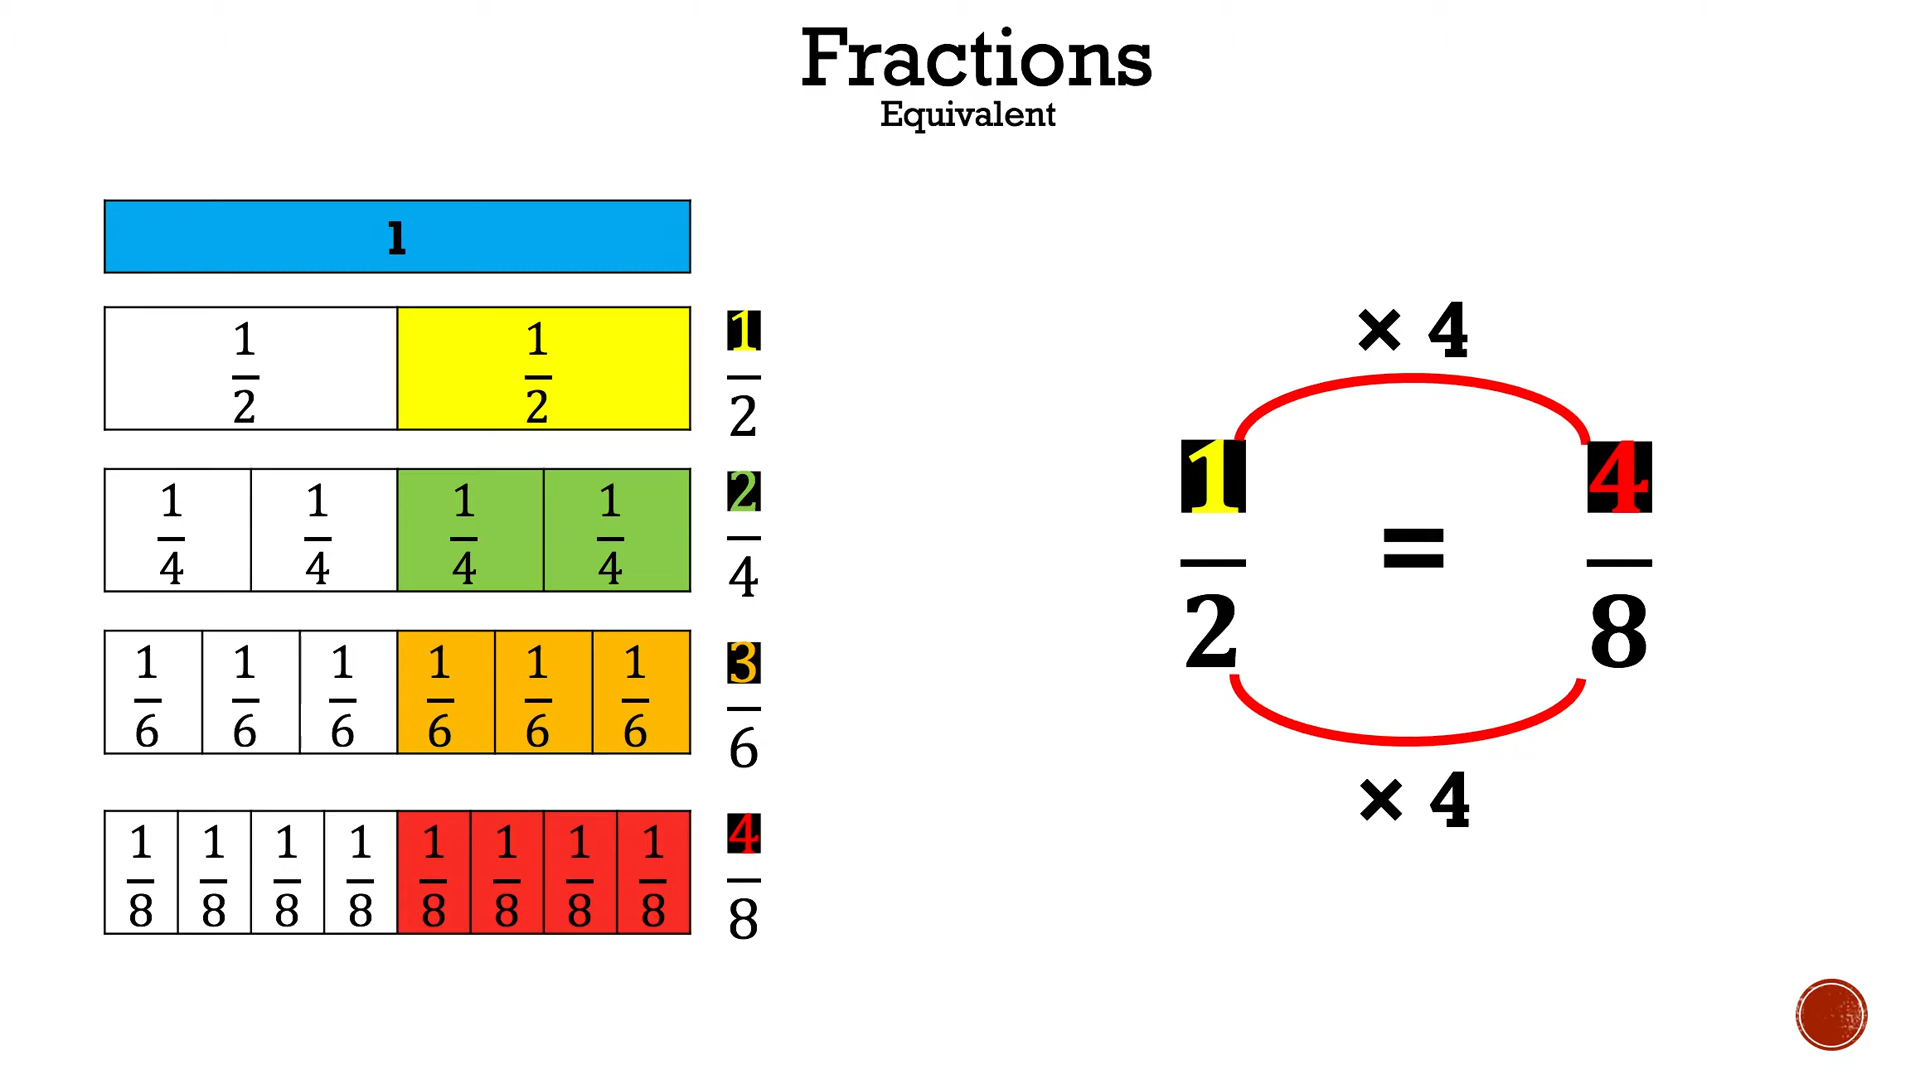 Fractions
Equivalent
1
1/2 1/2 1/2
1/4 1/4 1/4 1/4 2/4
1/6 1/6 1/6 1/6 1/6 1/6 3/6
1/8 1/8 1/8 1/8 1/8 1/8 1/8 1/8 4/8
× 4
1/2 = 4/8
× 4